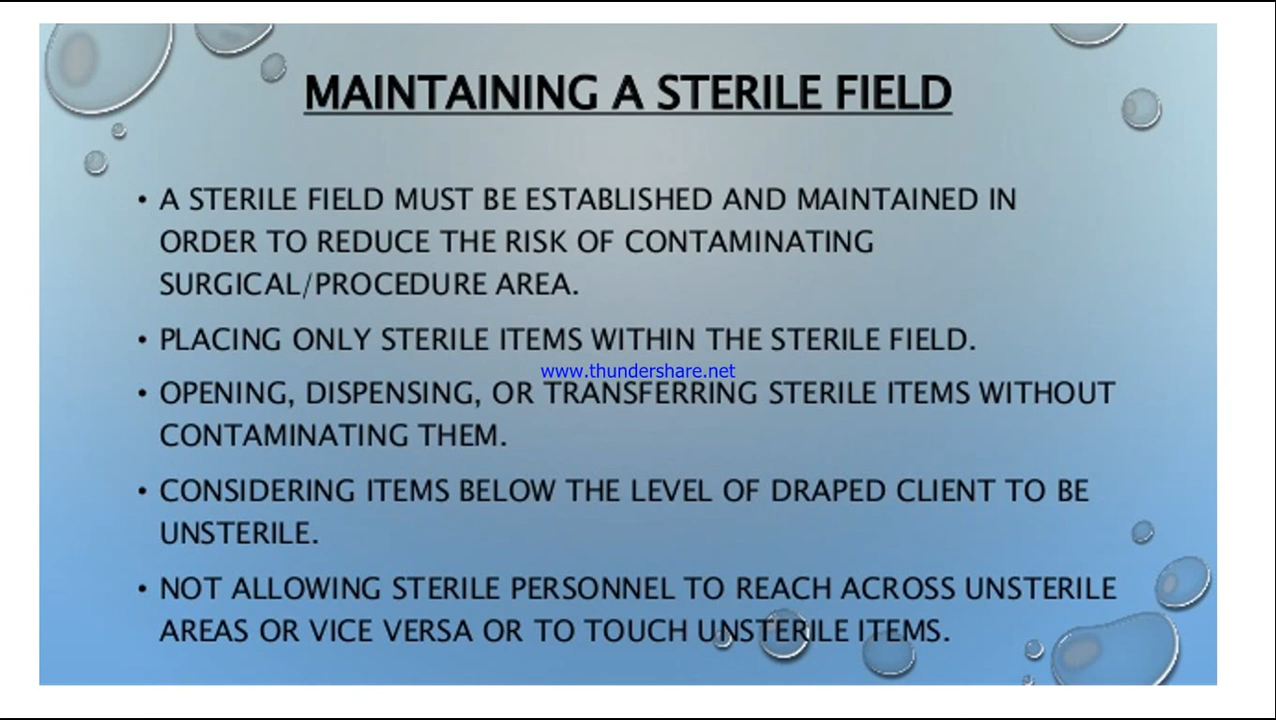 MAINTAINING A STERILE FIELD
• A STERILE FIELD MUST BE ESTABLISHED AND MAINTAINED IN
ORDER TO REDUCE THE RISK OF CONTAMINATING
SURGICAL/PROCEDURE AREA.
• PLACING ONLY STERILE ITEMS WITHIN THE STERILE FIELD.
www.thundershare.net
• OPENING, DISPENSING, OR TRANSFERRING STERILE ITEMS WITHOUT
CONTAMINATING THEM.
• CONSIDERING ITEMS BELOW THE LEVEL OF DRAPED CLIENT TO BE
UNSTERILE.
• NOT ALLOWING STERILE PERSONNEL TO REACH ACROSS UNSTERILE
AREAS OR VICE VERSA OR TO TOUCH UNSTERILE ITEMS.